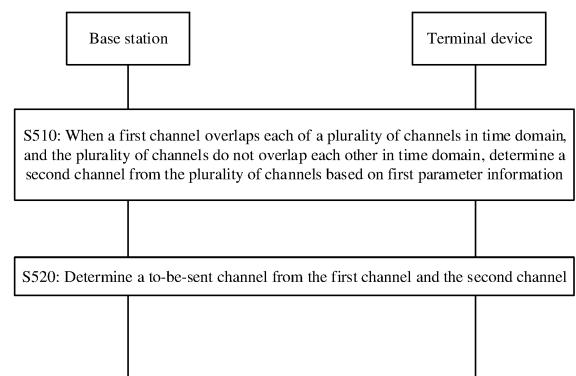 Base station
Terminal device
S510: When a first channel overlaps each of a plurality of channels in time domain,
and the plurality of channels do not overlap each other in time domain, determine a
second channel from the plurality of channels based on first parameter information
S520: Determine a to-be-sent channel from the first channel and the second channel